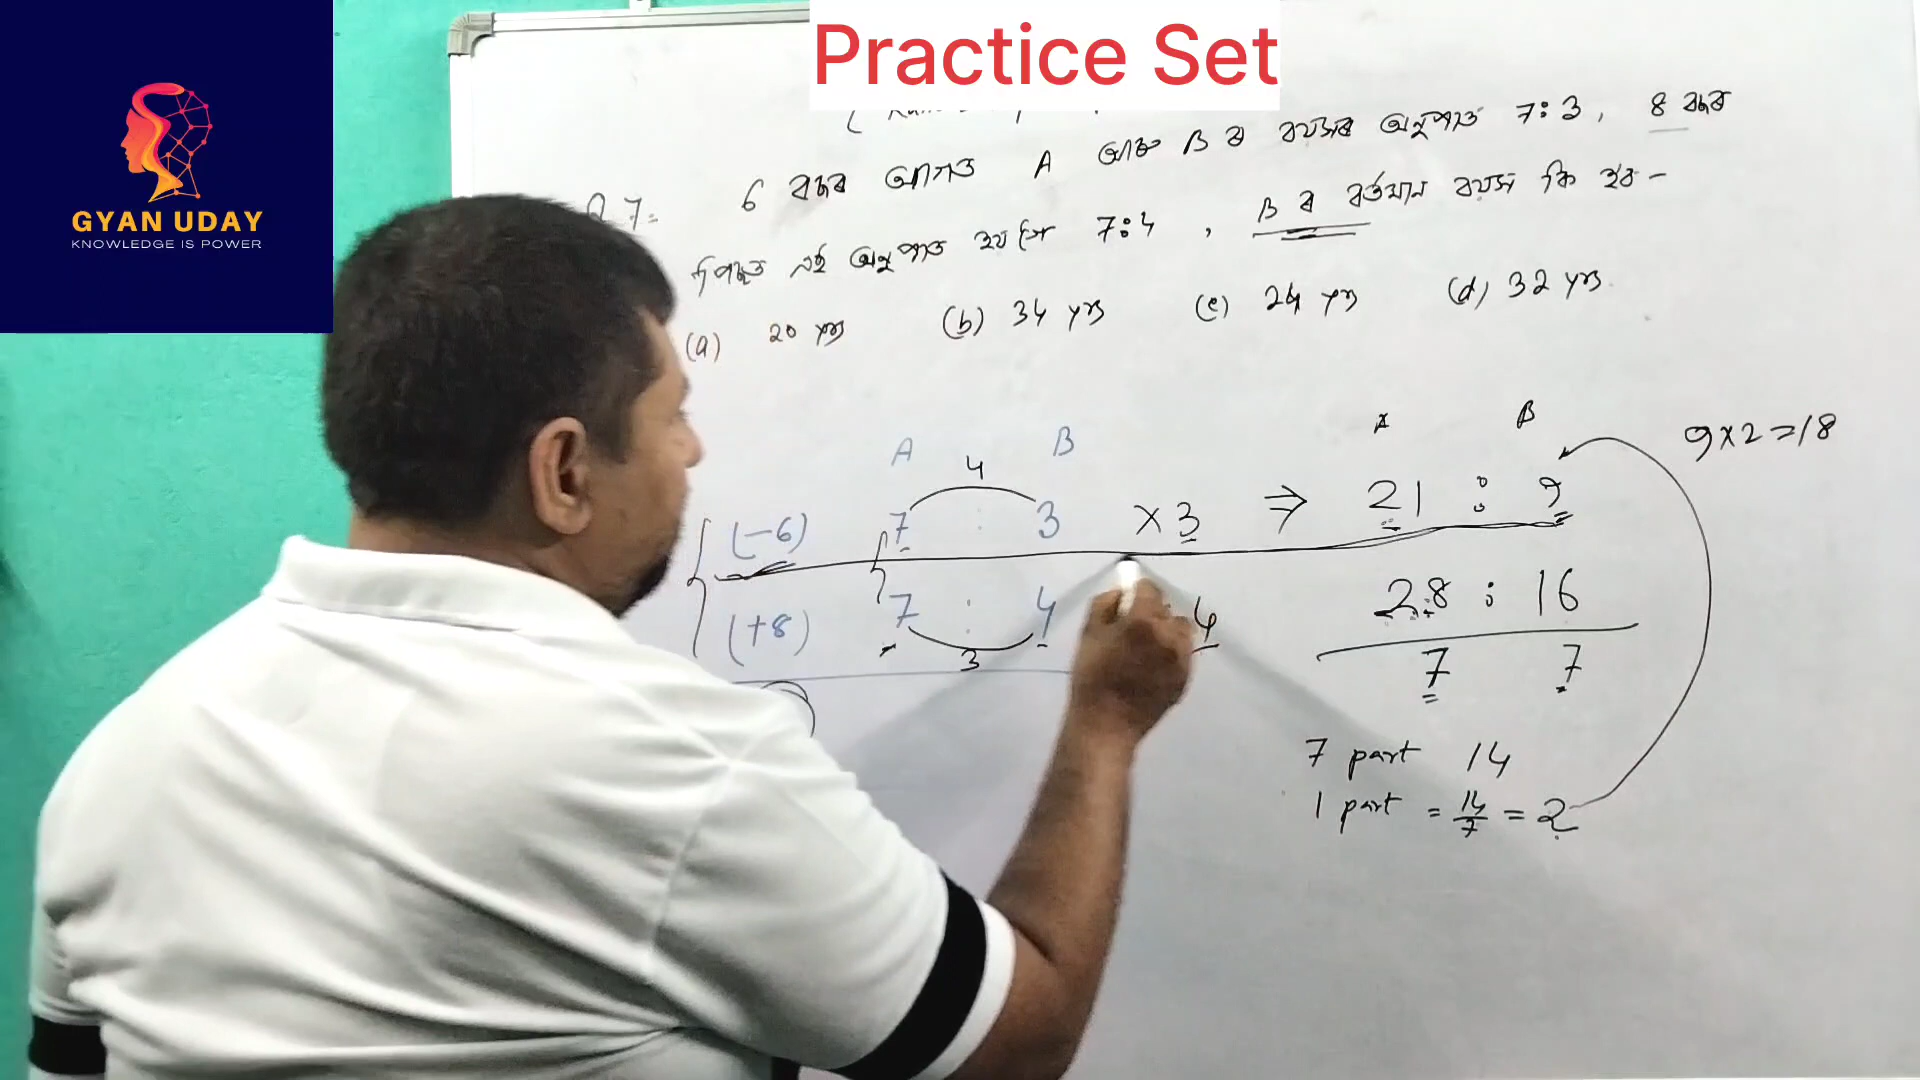 Practice Set
GYAN UDAY
KNOWLEDGE IS POWER
6 বছৰ আগত A আৰু B ৰ বয়সৰ অনুপাত 7:3, 8 বছৰ
পিছত এই অনুপাত হয়গৈ 7:4, B ৰ বৰ্তমান বয়স কি হব -
(a) 20 yrs (b) 34 yrs (c) 24 yrs (d) 32 yrs
A B
4
(-6) 7 : 3 × 3 ⇒ 21 : 9
(+8) 7 : 4 4 28 : 16
3
7 7
A B
9×2=18
7 part 14
1 part = 14/7 = 2